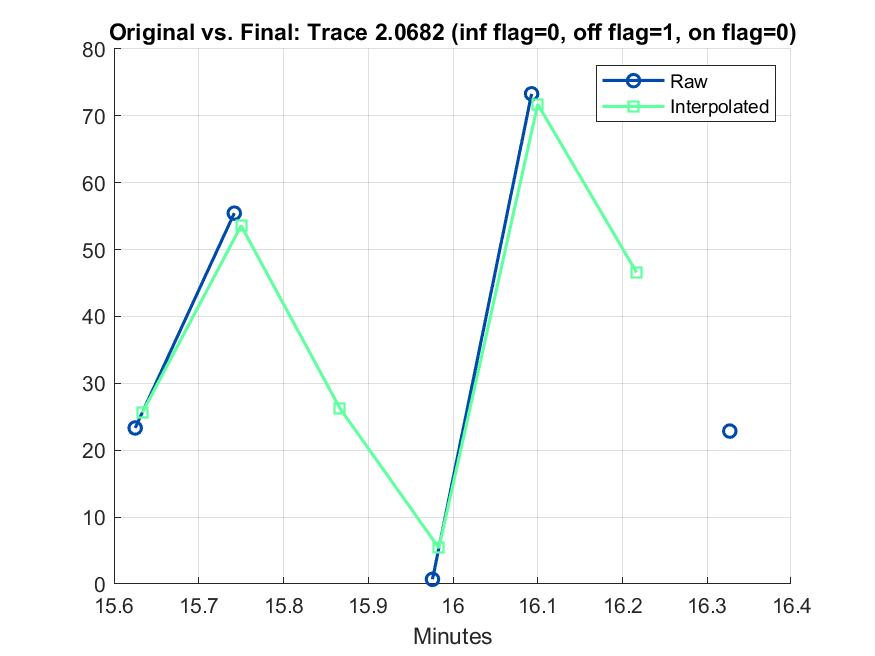 Original vs. Final: Trace 2.0682 (inf flag=0, off flag=1, on flag=0)
80
70
60
50
40
30
20
10
0
Raw
Interpolated
15.6 15.7 15.8 15.9 16 16.1 16.2 16.3 16.4
Minutes